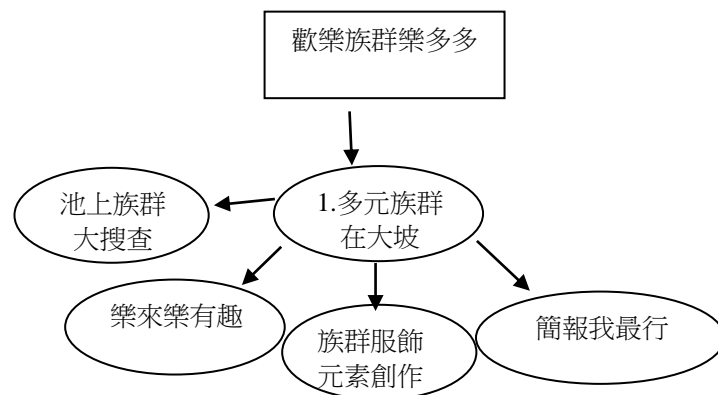 歡樂族群樂多多
池上族群
大搜查
1.多元族群
在大坡
樂來樂有趣
族群服飾
元素創作
簡報我最行